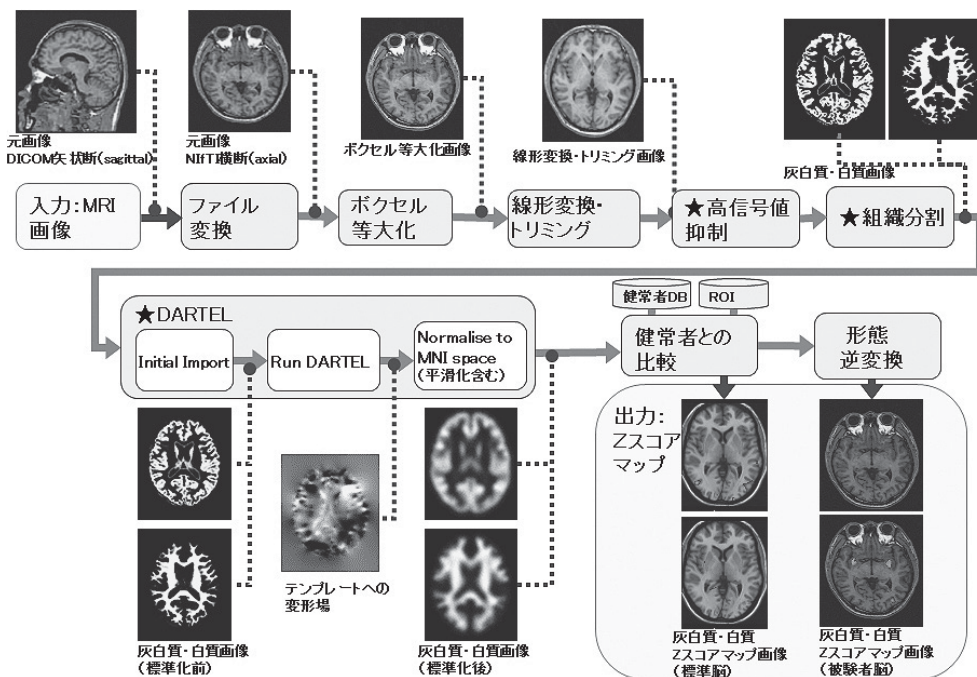 元画像
DICOM矢状断(sagittal)
元画像
NIfTI横断(axial)
ボクセル等大化画像
線形変換・トリミング画像
灰白質・白質画像
入力:MRI
画像
ファイル
変換
ボクセル
等大化
線形変換・
トリミング
★高信号値
抑制
★組織分割
★DARTEL
Initial Import
Run DARTEL
Normalise to
MNI space
(平滑化含む)
健常者DB
ROI
健常者との
比較
形態
逆変換
出力:
Zスコア
マップ
テンプレートへの
変形場
灰白質・白質画像
(標準化前)
灰白質・白質画像
(標準化後)
灰白質・白質
Zスコアマップ画像
(標準脳)
灰白質・白質
Zスコアマップ画像
(被験者脳)